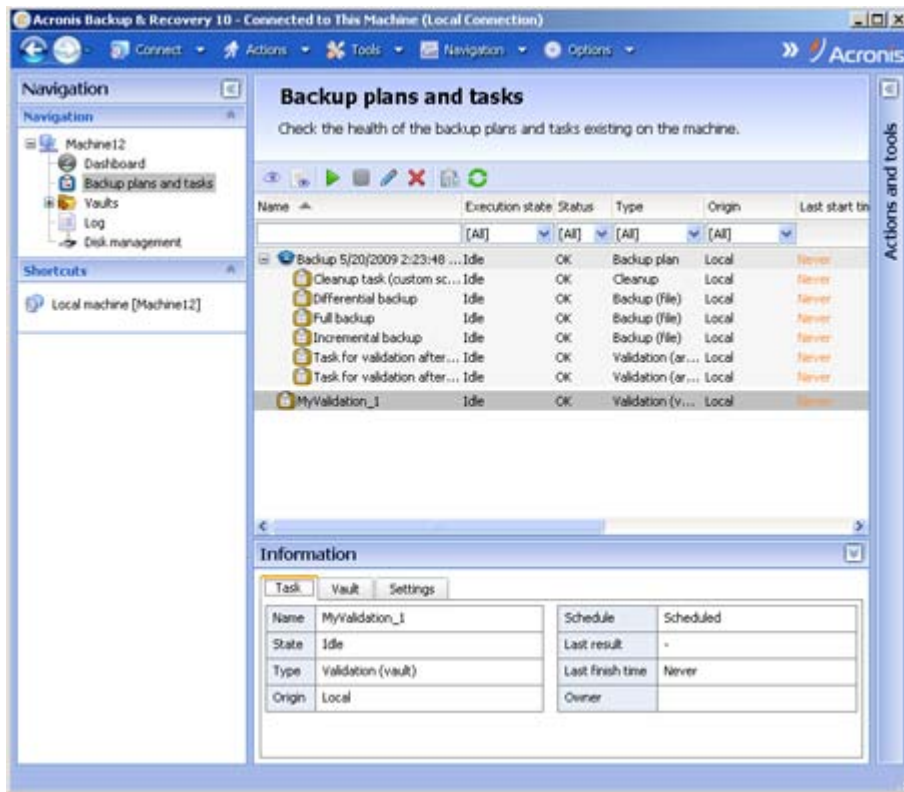 Acronis Backup & Recovery 10 - Connected to This Machine (Local Connection)
Connect Actions Tools Navigation Options Acronis
Navigation
Navigation
Machine12
Dashboard
Backup plans and tasks
Vaults
Log
Disk management
Shortcuts
Local machine [Machine12]
Backup plans and tasks
Check the health of the backup plans and tasks existing on the machine.
Name Execution state Status Type Origin Last start tin
[All] [All] [All] [All]
Backup 5/20/2009 2:23:48 ... Idle OK Backup plan Local Never
Cleanup task (custom sc... Idle OK Cleanup Local Never
Differential backup Idle OK Backup (file) Local Never
Full backup Idle OK Backup (file) Local Never
Incremental backup Idle OK Backup (file) Local Never
Task for validation after... Idle OK Validation (ar... Local Never
Task for validation after... Idle OK Validation (ar... Local Never
MyValidation_1 Idle OK Validation (v... Local Never
Actions and tools
Information
Task Vault Settings
Name MyValidation_1 Schedule Scheduled
State Idle Last result -
Type Validation (vault) Last finish time Never
Origin Local Owner